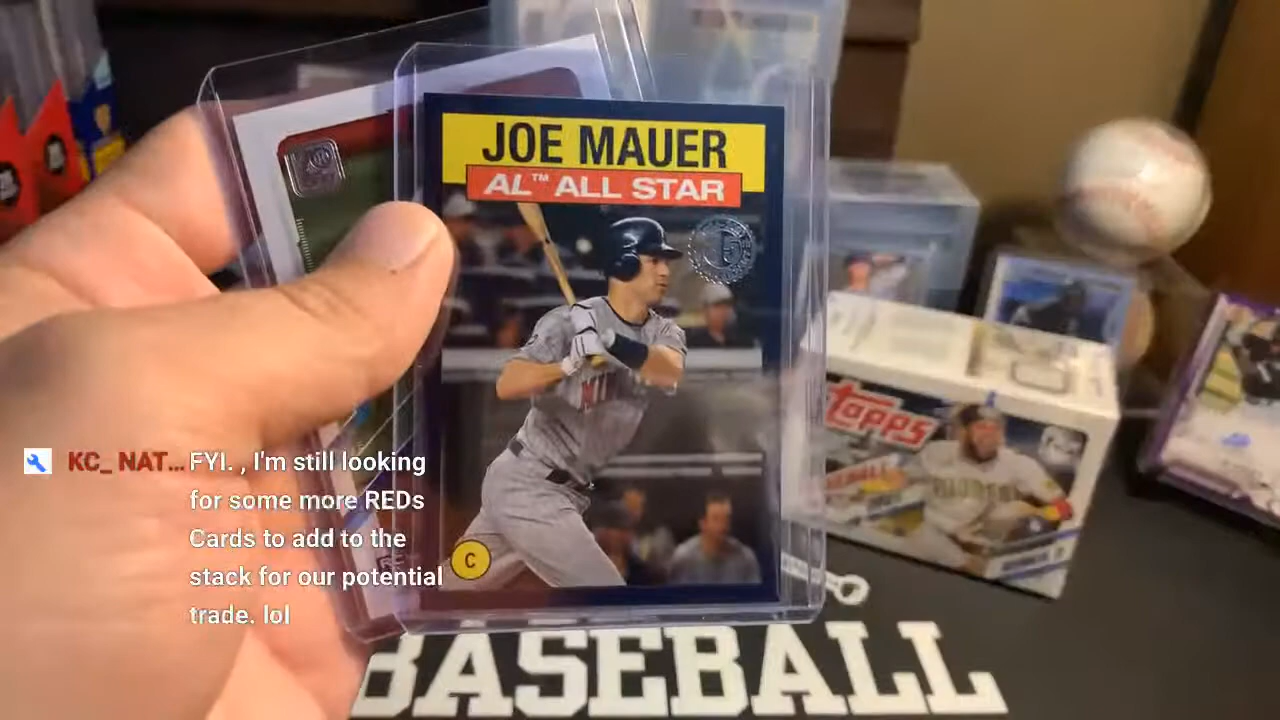 JOE MAUER
AL™ ALL STAR
C
Topps
KC_ NAT... FYI. , I'm still looking
for some more REDs
Cards to add to the
stack for our potential
trade. lol
BASEBALL